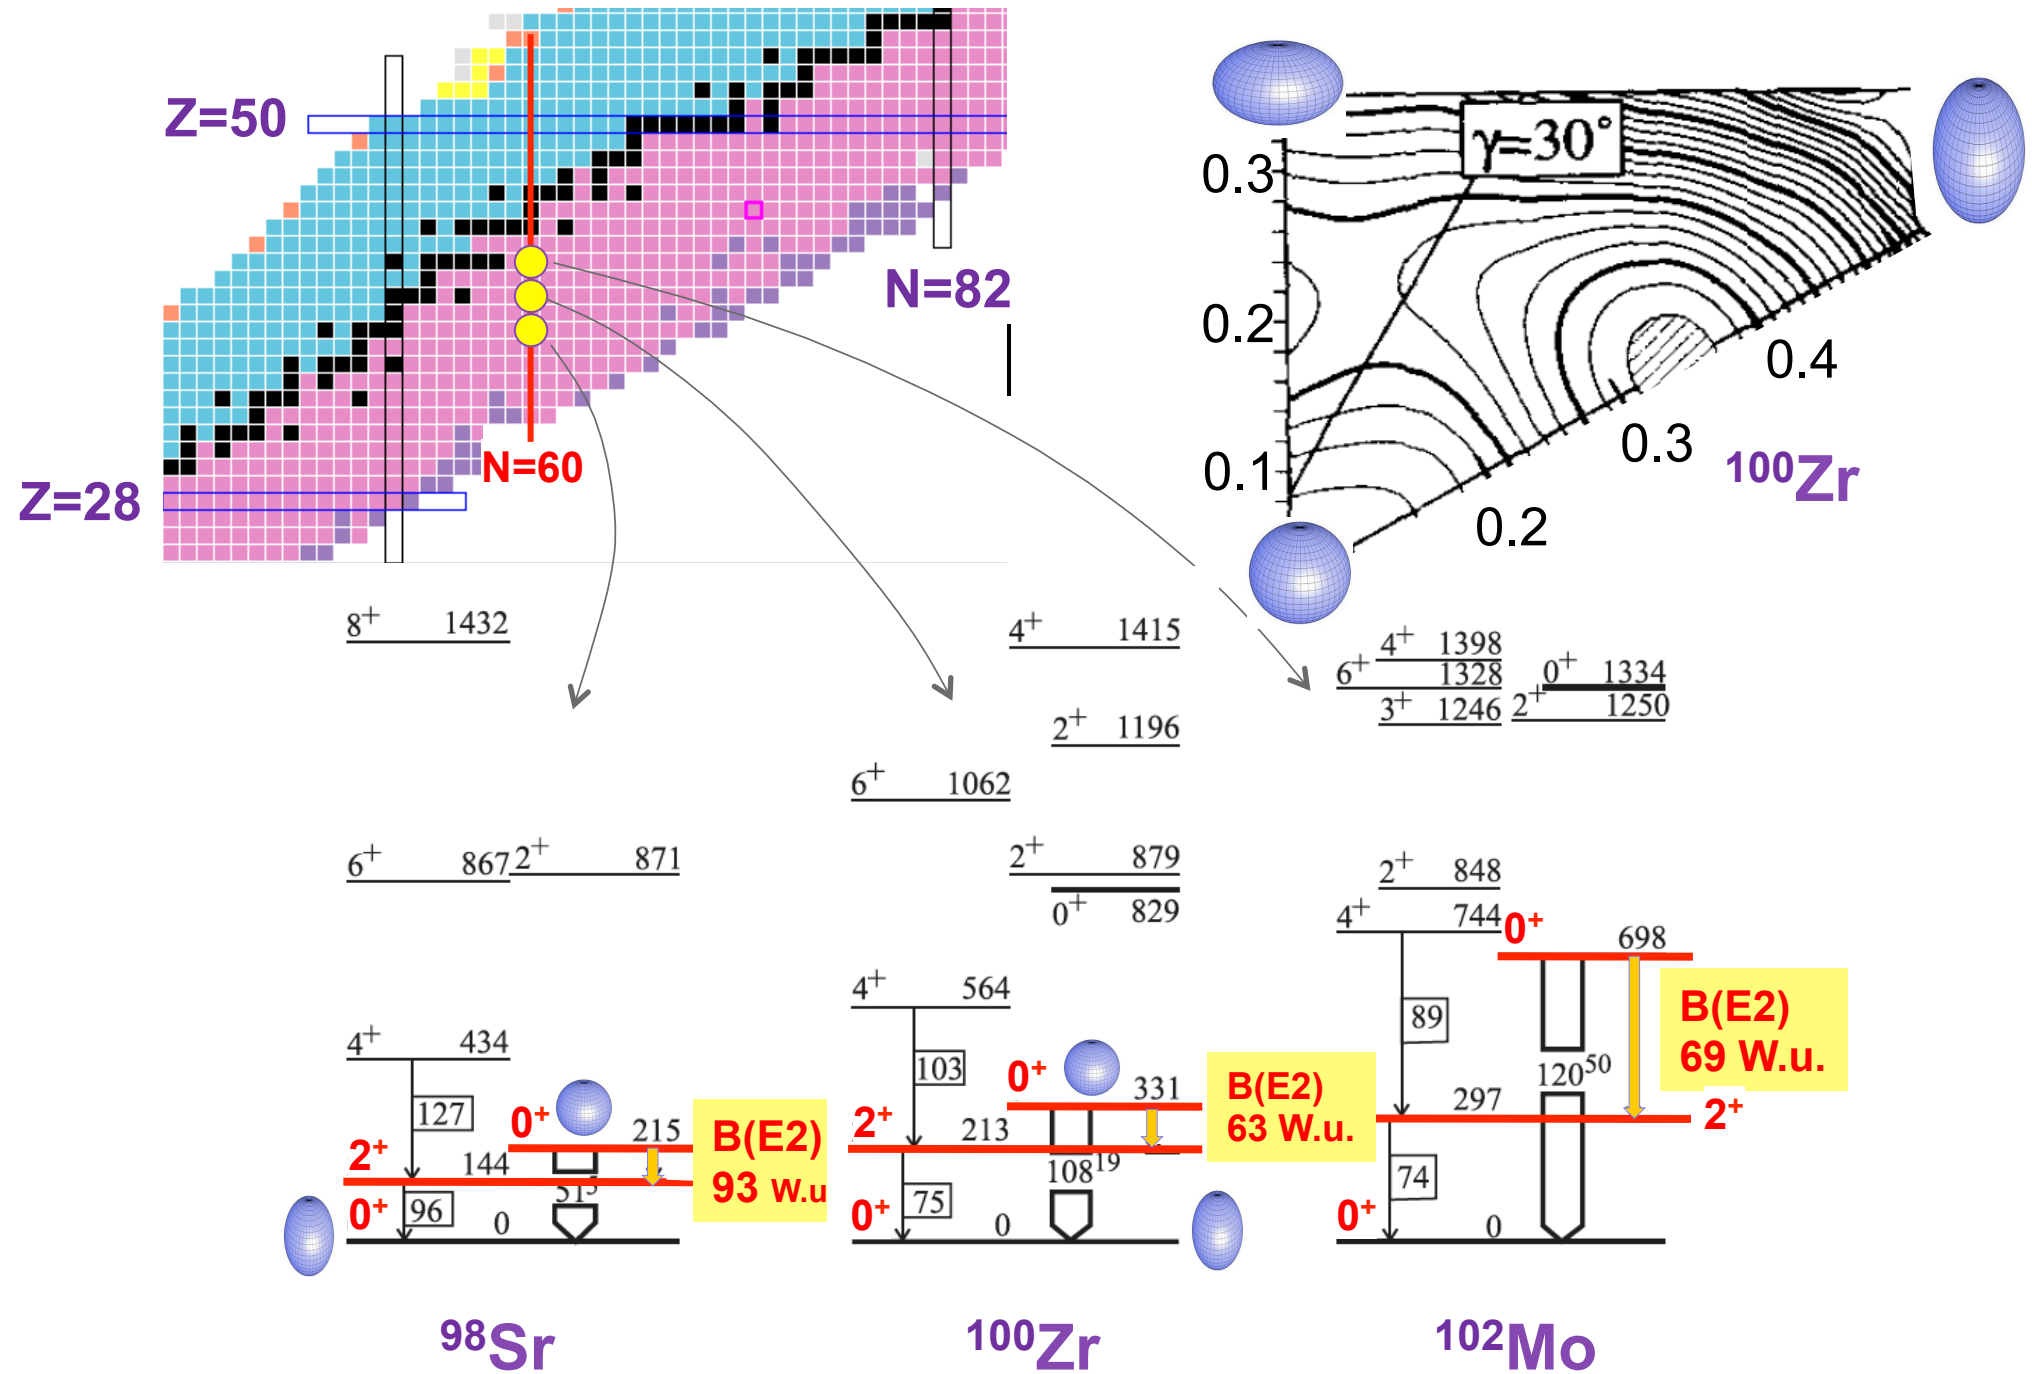 Z=50
N=82
N=60
Z=28
γ=30°
0.3
0.2
0.1
0.4
0.3
0.2
¹⁰⁰Zr
8⁺ 1432
6⁺ 867
2⁺ 871
4⁺ 434
127
0⁺ 215
2⁺ 144
96
0⁺ 0
B(E2)
93 W.u
4⁺ 1415
2⁺ 1196
6⁺ 1062
2⁺ 879
0⁺ 829
4⁺ 564
103
0⁺ 331
2⁺ 213
108¹⁹
75
0⁺ 0
B(E2)
63 W.u.
4⁺ 1398
6⁺ 1328
0⁺ 1334
3⁺ 1246
2⁺ 1250
2⁺ 848
4⁺ 744
0⁺ 698
89
120⁵⁰
297
2⁺
74
0⁺ 0
B(E2)
69 W.u.
⁹⁸Sr
¹⁰⁰Zr
¹⁰²Mo